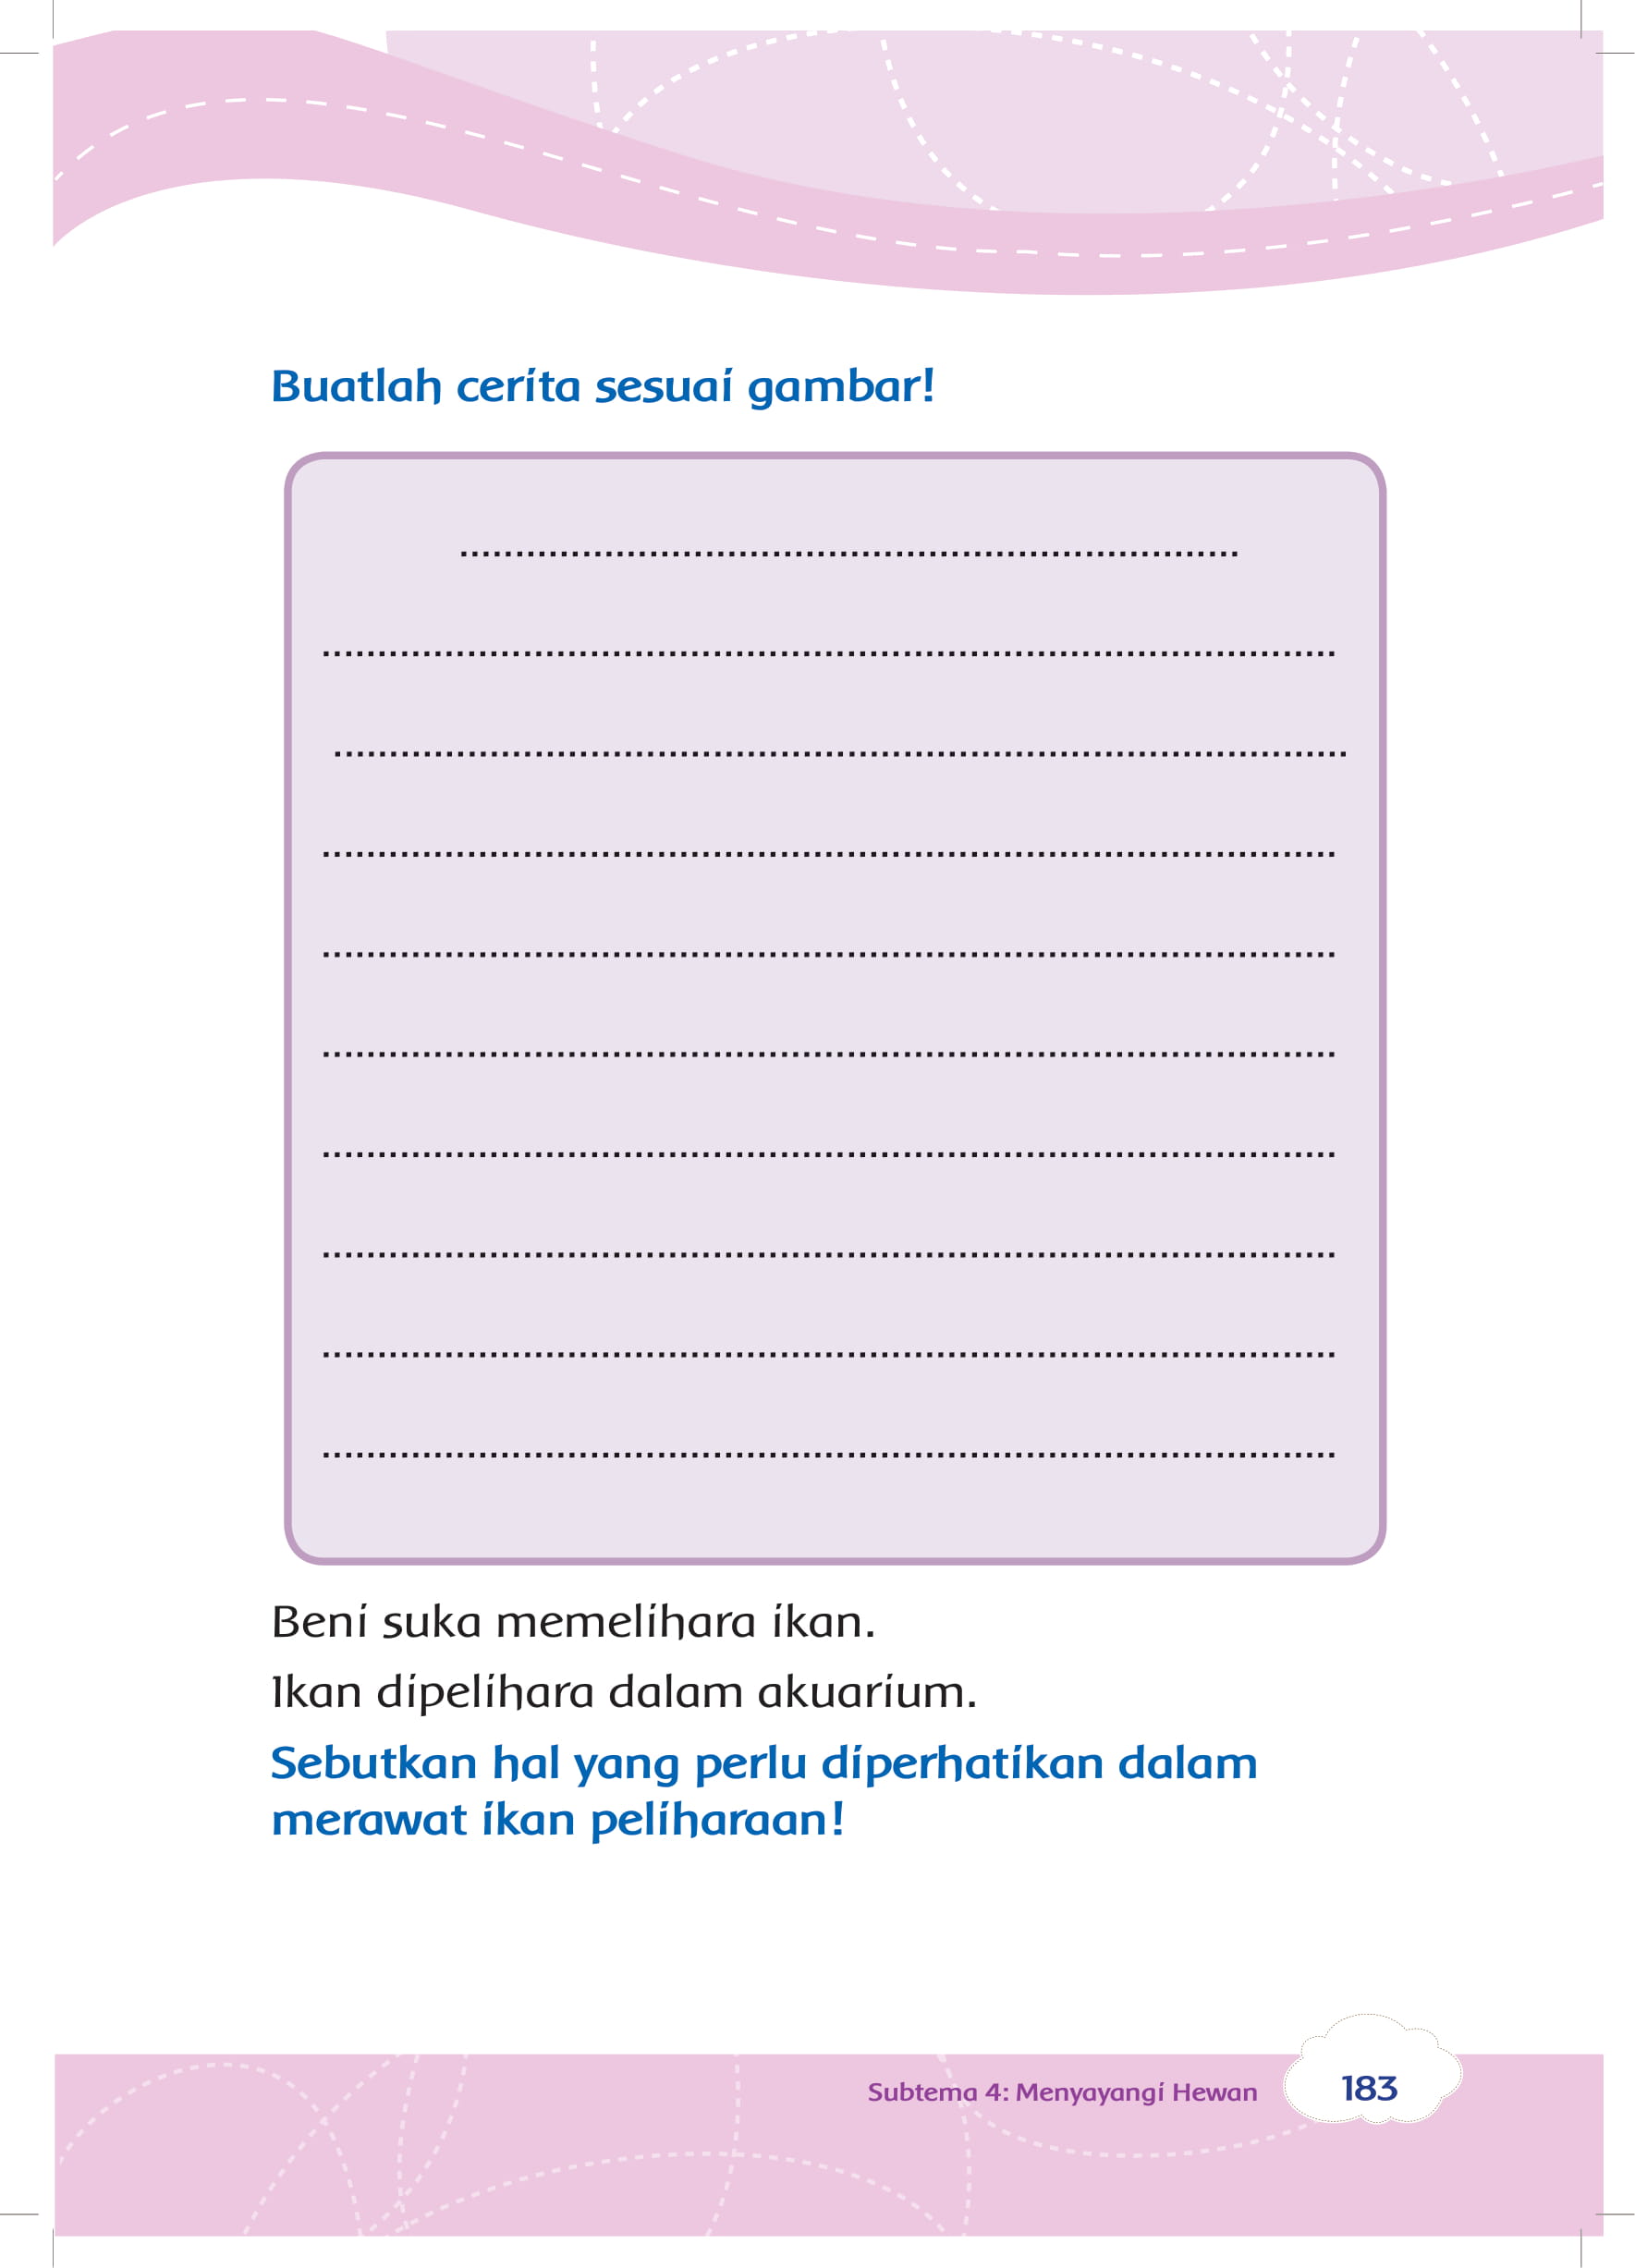 Buatlah cerita sesuai gambar!
Beni suka memelihara ikan.
Ikan dipelihara dalam akuarium.
Sebutkan hal yang perlu diperhatikan dalam
merawat ikan peliharaan!
Subtema 4: Menyayangi Hewan
183